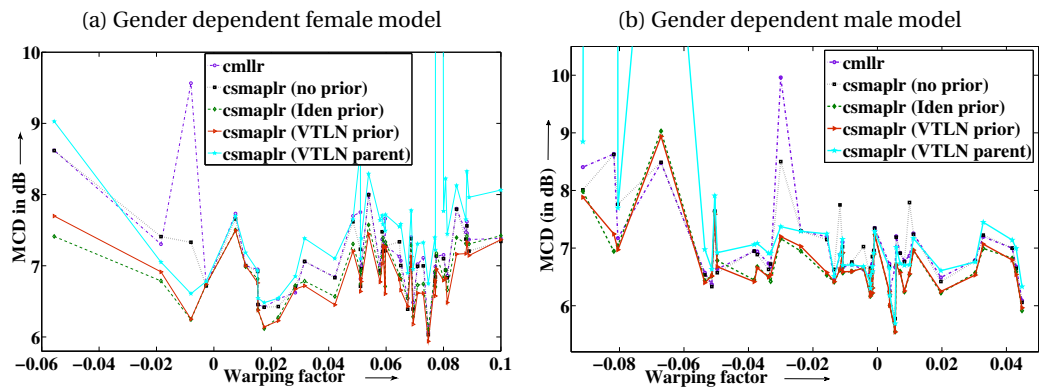 (a) Gender dependent female model
10
9
8
7
6
MCD in dB
−0.06 −0.04 −0.02 0 0.02 0.04 0.06 0.08 0.1
Warping factor
cmllr
csmaplr (no prior)
csmaplr (Iden prior)
csmaplr (VTLN prior)
csmaplr (VTLN parent)
(b) Gender dependent male model
10
9
8
7
6
MCD (in dB)
−0.08 −0.06 −0.04 −0.02 0 0.02 0.04
Warping factor
cmllr
csmaplr (no prior)
csmaplr (Iden prior)
csmaplr (VTLN prior)
csmaplr (VTLN parent)